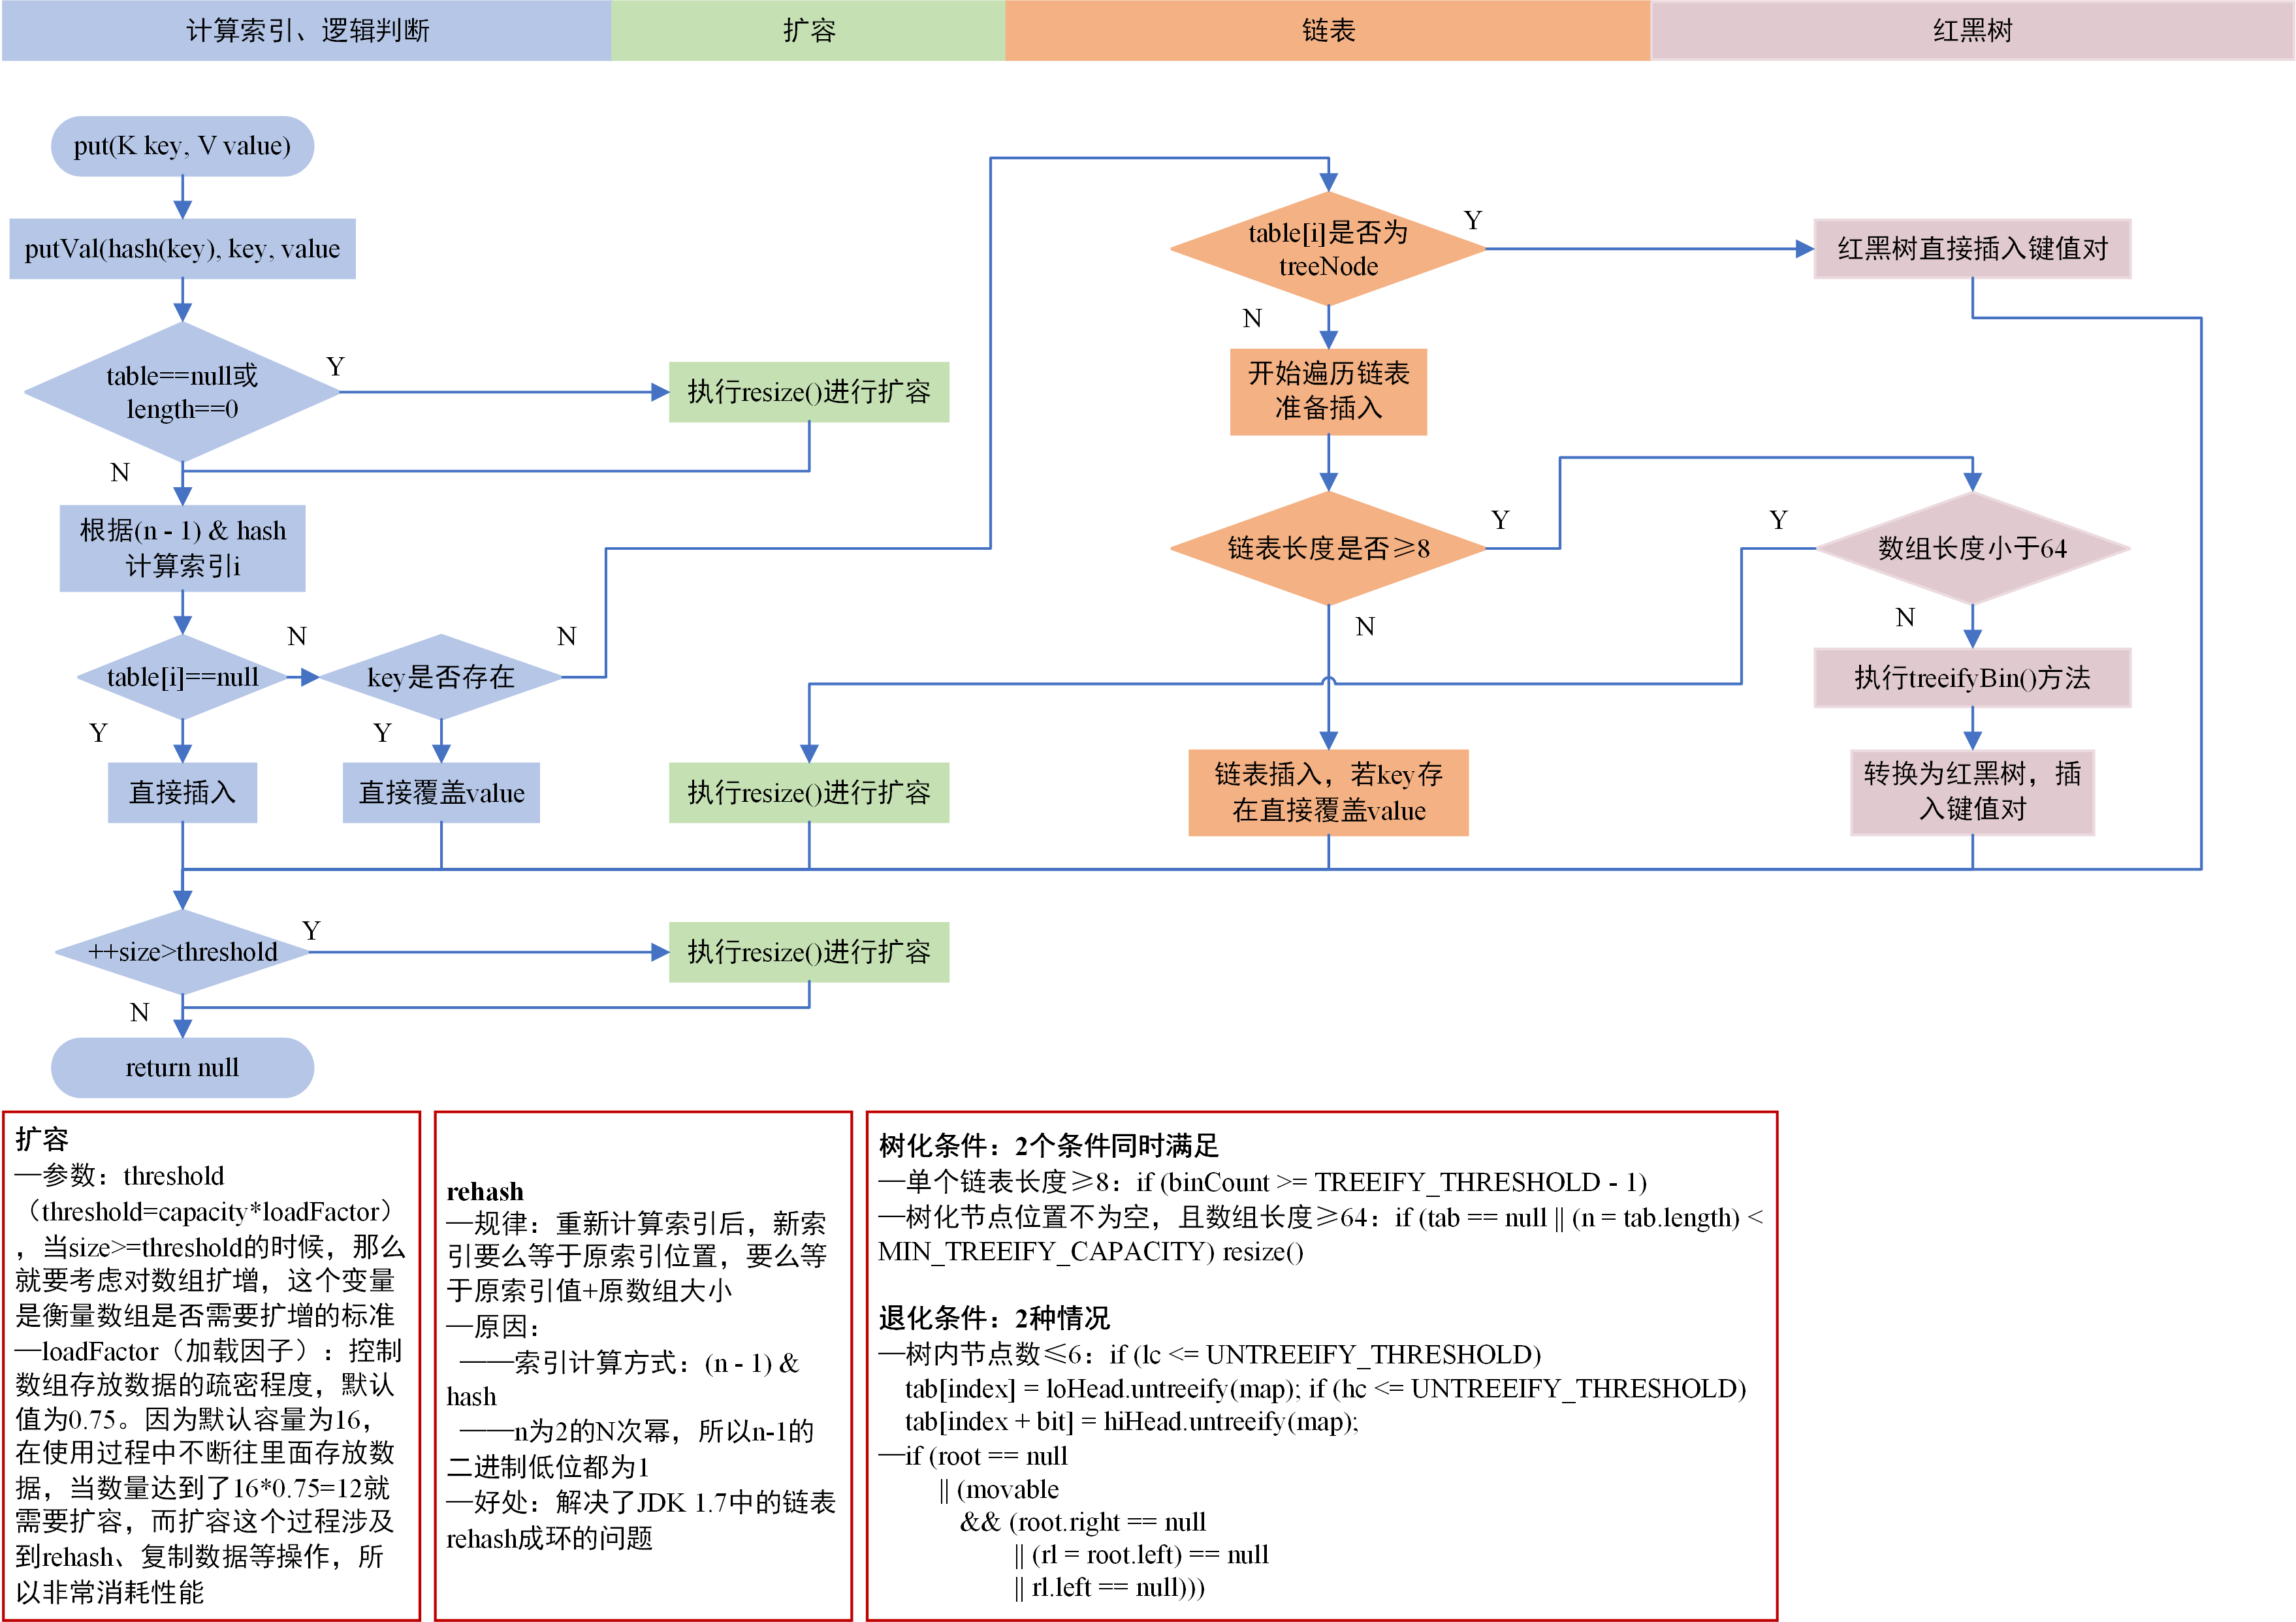 计算索引、逻辑判断
扩容
链表
红黑树
put(K key, V value)
putVal(hash(key), key, value
table==null或
length==0
Y
N
执行resize()进行扩容
根据(n - 1) & hash
计算索引i
table[i]==null
N
Y
key是否存在
N
Y
直接插入
直接覆盖value
table[i]是否为
treeNode
Y
N
红黑树直接插入键值对
开始遍历链表
准备插入
链表长度是否≥8
Y
N
数组长度小于64
Y
N
执行treeifyBin()方法
执行resize()进行扩容
链表插入，若key存
在直接覆盖value
转换为红黑树，插
入键值对
++size>threshold
Y
N
执行resize()进行扩容
return null
扩容
—参数：threshold
（threshold=capacity*loadFactor）
，当size>=threshold的时候，那么
就要考虑对数组扩增，这个变量
是衡量数组是否需要扩增的标准
—loadFactor（加载因子）：控制
数组存放数据的疏密程度，默认
值为0.75。因为默认容量为16，
在使用过程中不断往里面存放数
据，当数量达到了16*0.75=12就
需要扩容，而扩容这个过程涉及
到rehash、复制数据等操作，所
以非常消耗性能
rehash
—规律：重新计算索引后，新索
引要么等于原索引位置，要么等
于原索引值+原数组大小
—原因：
——索引计算方式：(n - 1) &
hash
——n为2的N次幂，所以n-1的
二进制低位都为1
—好处：解决了JDK 1.7中的链表
rehash成环的问题
树化条件：2个条件同时满足
—单个链表长度≥8：if (binCount >= TREEIFY_THRESHOLD - 1)
—树化节点位置不为空，且数组长度≥64：if (tab == null || (n = tab.length) <
MIN_TREEIFY_CAPACITY) resize()
退化条件：2种情况
—树内节点数≤6：if (lc <= UNTREEIFY_THRESHOLD)
tab[index] = loHead.untreeify(map); if (hc <= UNTREEIFY_THRESHOLD)
tab[index + bit] = hiHead.untreeify(map);
—if (root == null
|| (movable
&& (root.right == null
|| (rl = root.left) == null
|| rl.left == null)))